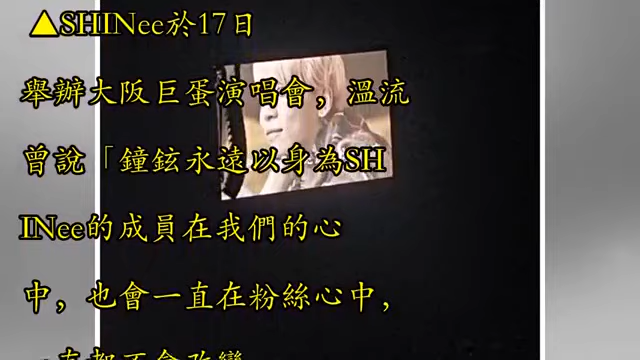 ▲SHINee於17日
舉辦大阪巨蛋演唱會，溫流
曾說「鐘鉉永遠以身為SH
INee的成員在我們的心
中，也會一直在粉絲心中，